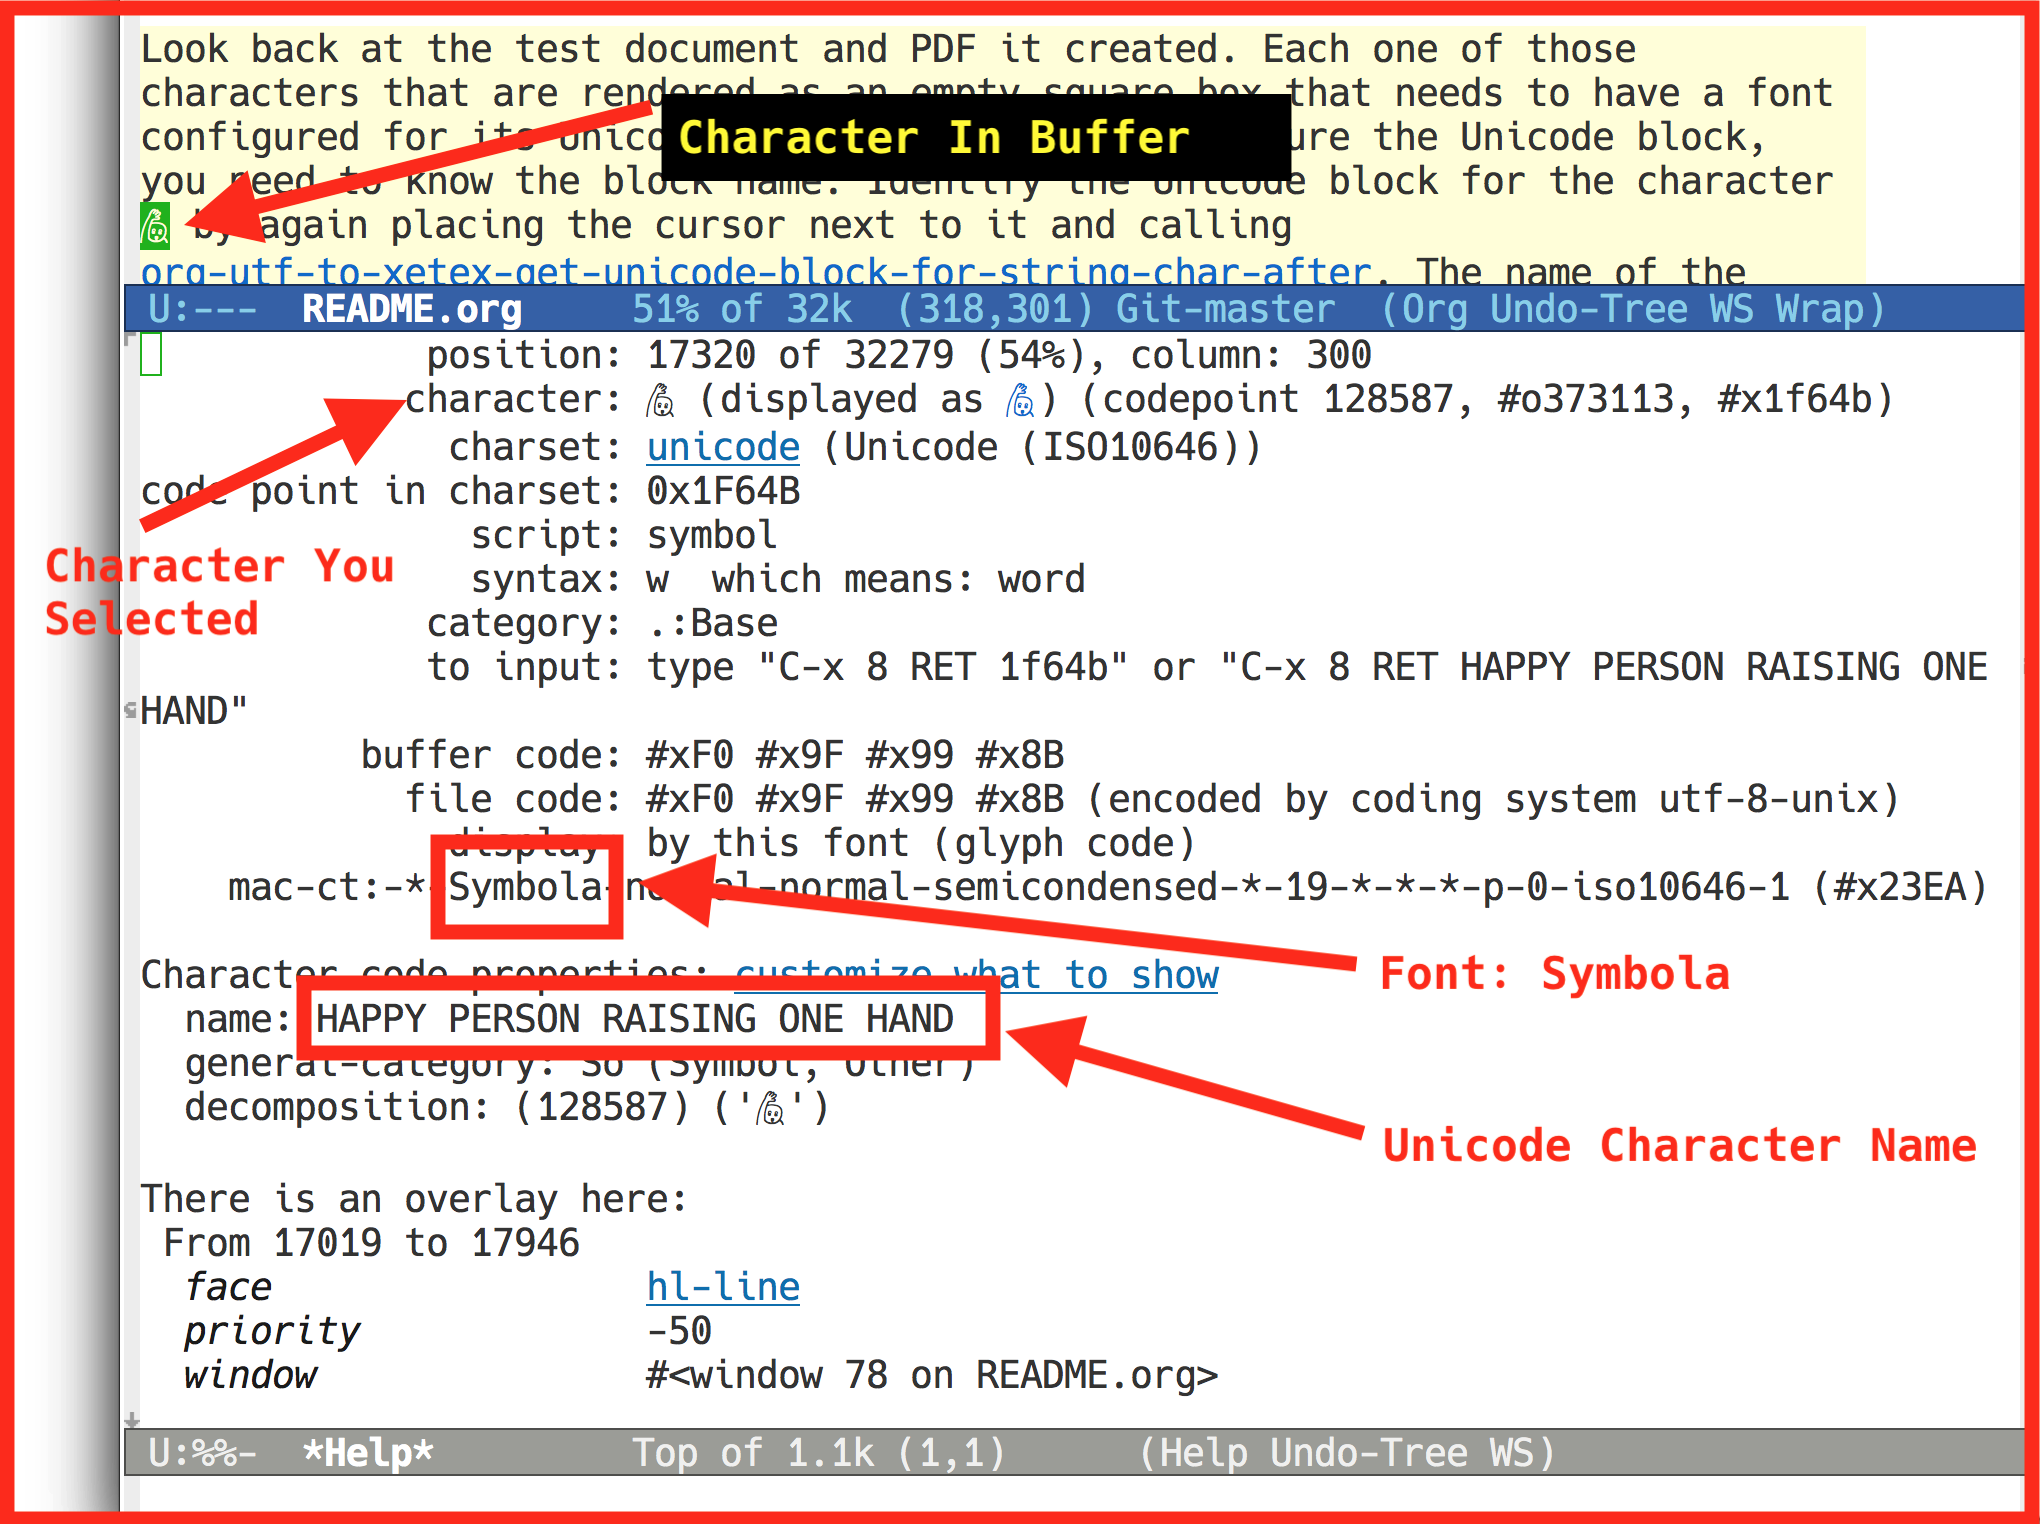 Look back at the test document and PDF it created. Each one of those
characters that are rendered as an empty square box that needs to have a font
configured for its Unico ure the Unicode block,
Character In Buffer
you need to know the block name. Identify the Unicode block for the character
🙋 by again placing the cursor next to it and calling
org-utf-to-xetex-get-unicode-block-for-string-char-after. The name of the
U:--- README.org 51% of 32k (318,301) Git-master (Org Undo-Tree WS Wrap)
position: 17320 of 32279 (54%), column: 300
character: 🙋 (displayed as 🙋) (codepoint 128587, #o373113, #x1f64b)
charset: unicode (Unicode (ISO10646))
code point in charset: 0x1F64B
script: symbol
Character You
Selected
syntax: w which means: word
category: .:Base
to input: type "C-x 8 RET 1f64b" or "C-x 8 RET HAPPY PERSON RAISING ONE
HAND"
buffer code: #xF0 #x9F #x99 #x8B
file code: #xF0 #x9F #x99 #x8B (encoded by coding system utf-8-unix)
display: by this font (glyph code)
mac-ct:-*-Symbola-normal-normal-semicondensed-*-19-*-*-*-p-0-iso10646-1 (#x23EA)
Font: Symbola
Character code properties: customize what to show
name: HAPPY PERSON RAISING ONE HAND
general-category: So (Symbol, Other)
decomposition: (128587) ('🙋')
Unicode Character Name
There is an overlay here:
From 17019 to 17946
face hl-line
priority -50
window #<window 78 on README.org>
U:%%- *Help* Top of 1.1k (1,1) (Help Undo-Tree WS)